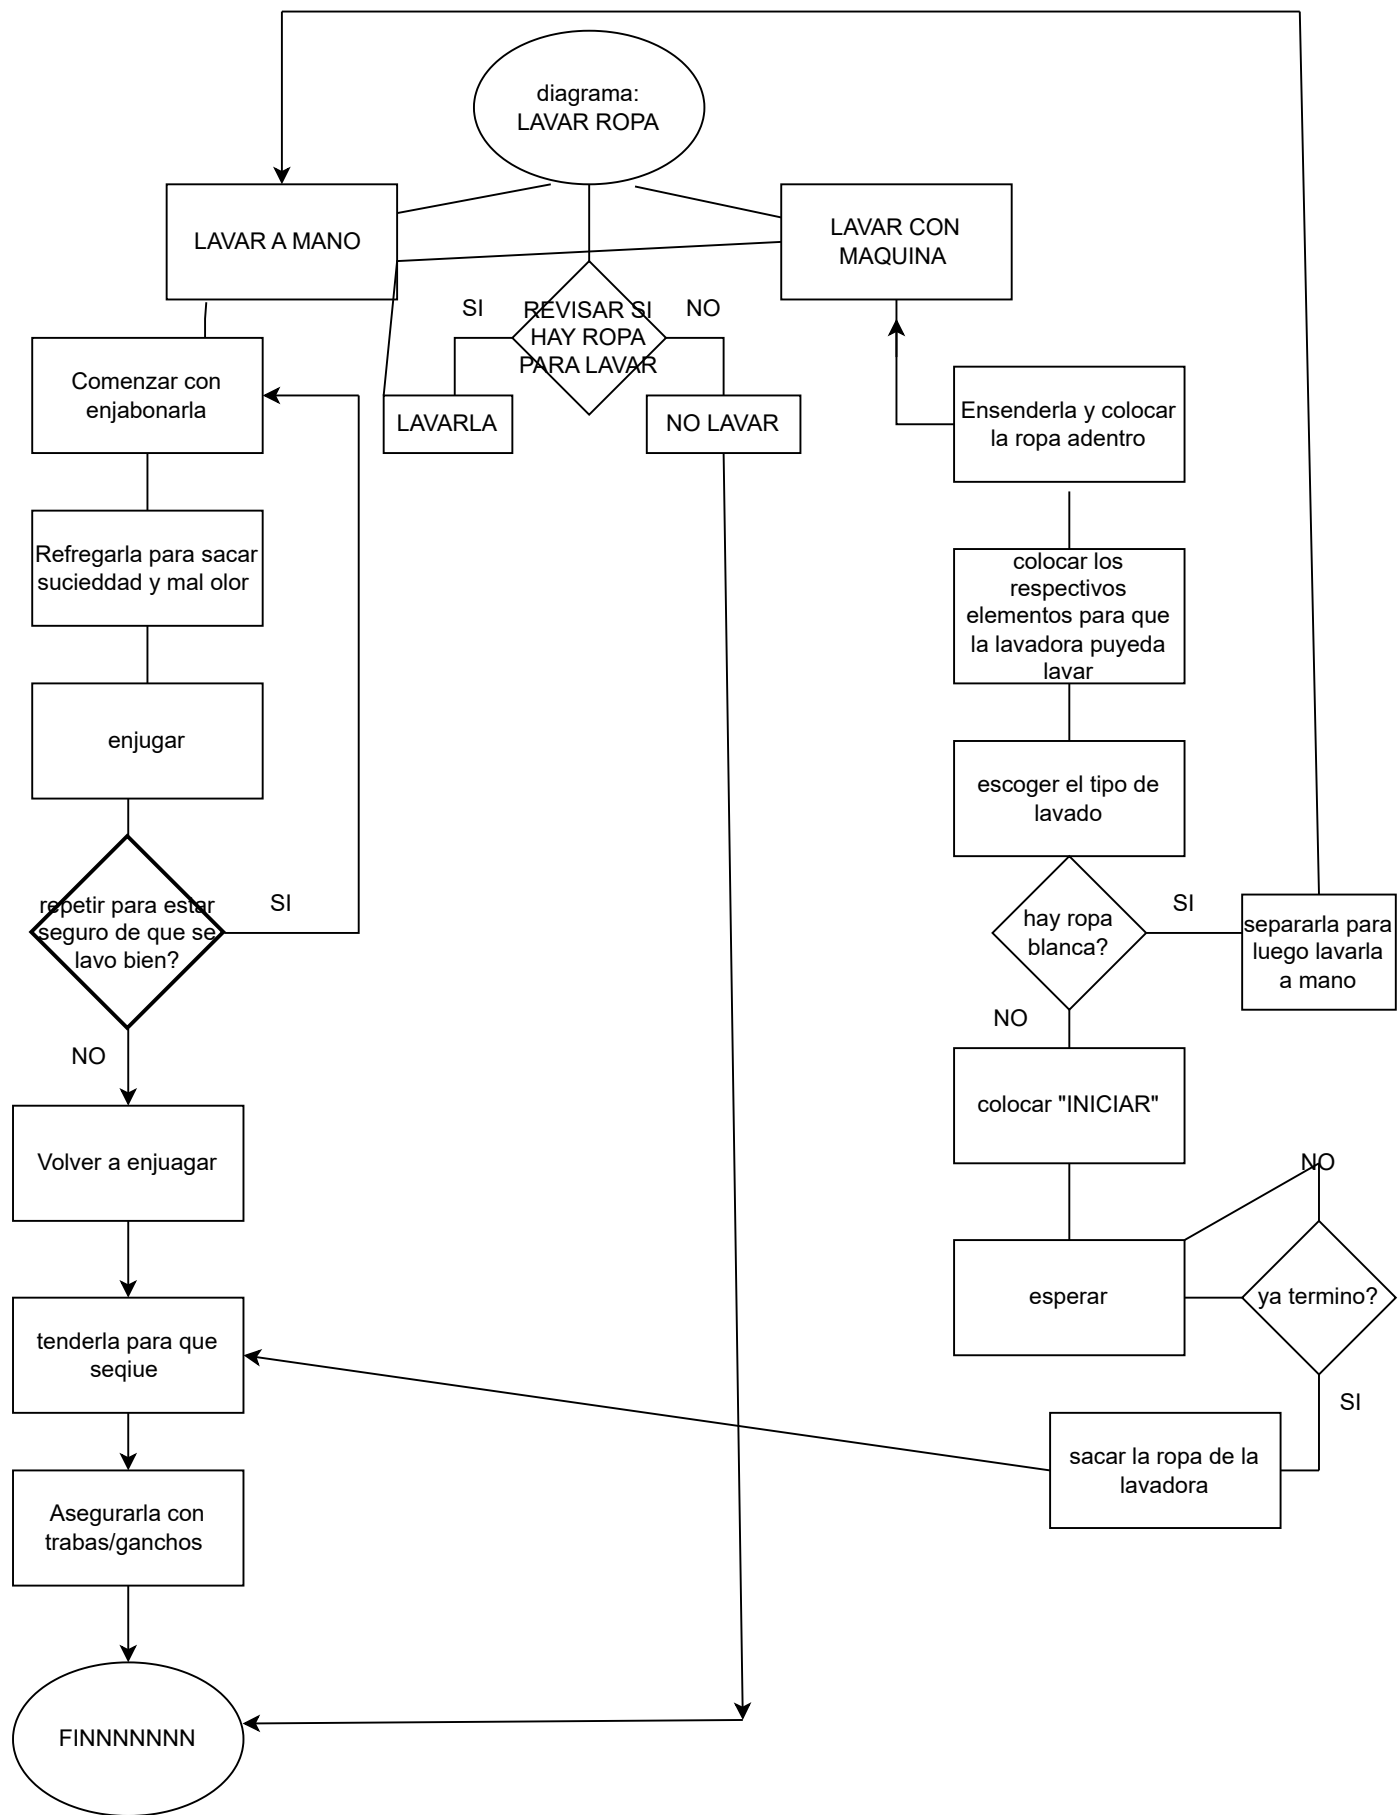 diagrama:
LAVAR ROPA
LAVAR A MANO
LAVAR CON
MAQUINA
SI
REVISAR SI
HAY ROPA
PARA LAVAR
NO
LAVARLA
NO LAVAR
Comenzar con
enjabonarla
Refregarla para sacar
sucieddad y mal olor
enjugar
repetir para estar
seguro de que se
lavo bien?
SI
NO
Volver a enjuagar
tenderla para que
seqiue
Asegurarla con
trabas/ganchos
FINNNNNNN
Ensenderla y colocar
la ropa adentro
colocar los
respectivos
elementos para que
la lavadora puyeda
lavar
escoger el tipo de
lavado
hay ropa
blanca?
SI
separarla para
luego lavarla
a mano
NO
colocar "INICIAR"
esperar
NO
ya termino?
SI
sacar la ropa de la
lavadora